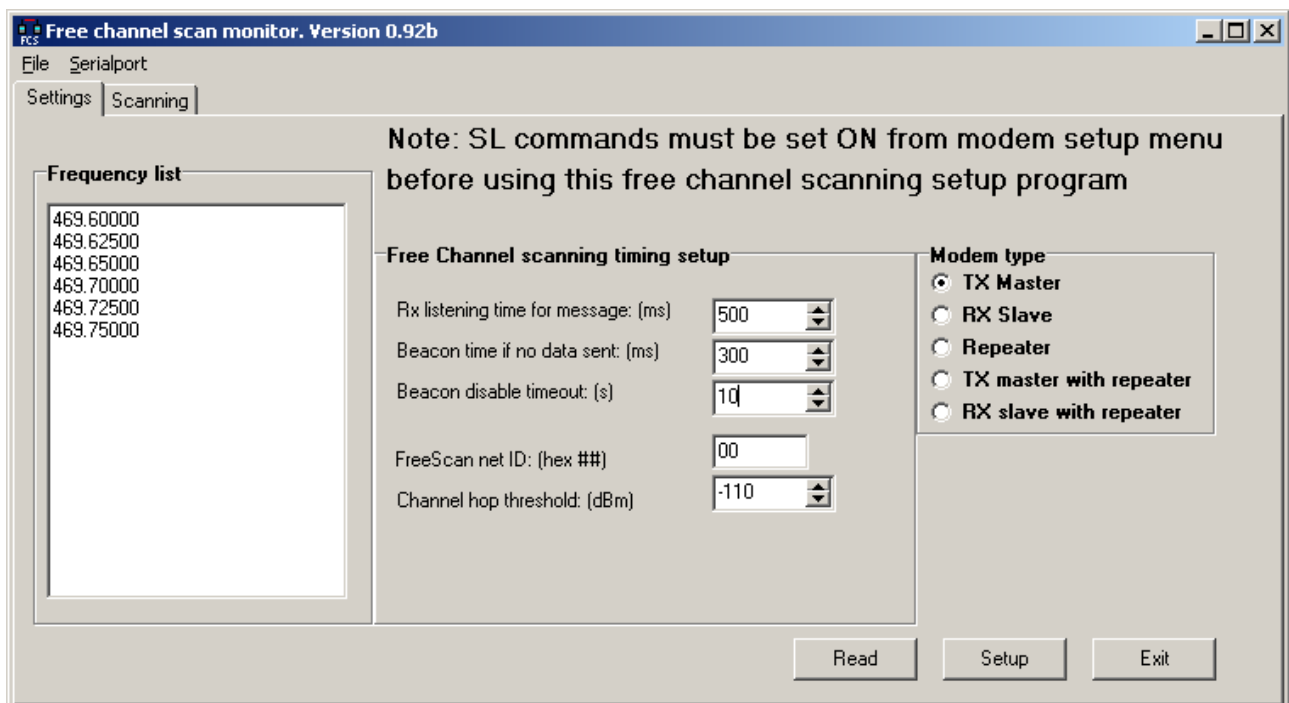 FCS Free channel scan monitor. Version 0.92b
File Serialport
Settings Scanning
Note: SL commands must be set ON from modem setup menu
before using this free channel scanning setup program
Frequency list
469.60000
469.62500
469.65000
469.70000
469.72500
469.75000
Free Channel scanning timing setup
Rx listening time for message: (ms) 500
Beacon time if no data sent: (ms) 300
Beacon disable timeout: (s) 10
FreeScan net ID: (hex ##) 00
Channel hop threshold: (dBm) -110
Modem type
TX Master
RX Slave
Repeater
TX master with repeater
RX slave with repeater
Read Setup Exit